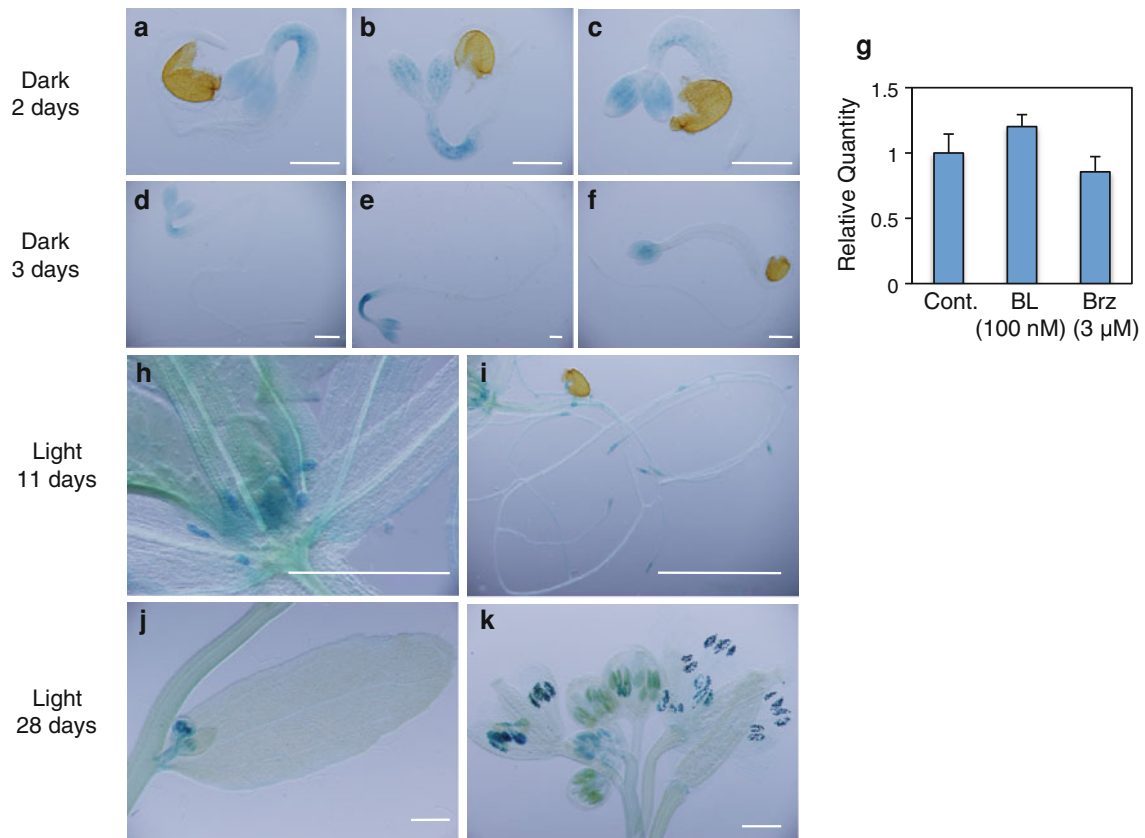 a
b
c
Dark
2 days
d
e
f
Dark
3 days
g
1.5
1
0.5
0
Relative Quantity
Cont.
BL
(100 nM)
Brz
(3 µM)
h
i
Light
11 days
j
k
Light
28 days